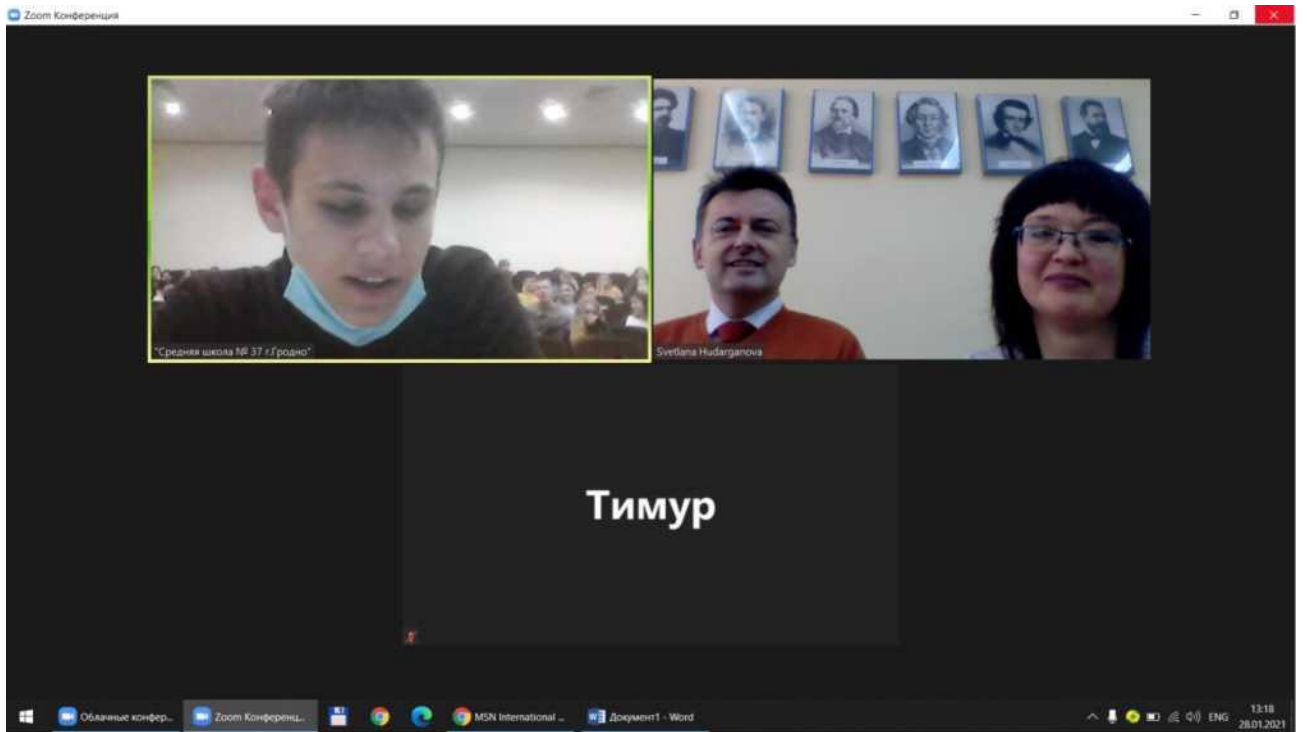 Zoom Конференция
"Средняя школа № 37 г.Гродно"
Svetlana Hudarganova
Тимур
Облачные конфер...
Zoom Конференц...
MSN International ...
Документ1 - Word
ENG
13:18
28.01.2021